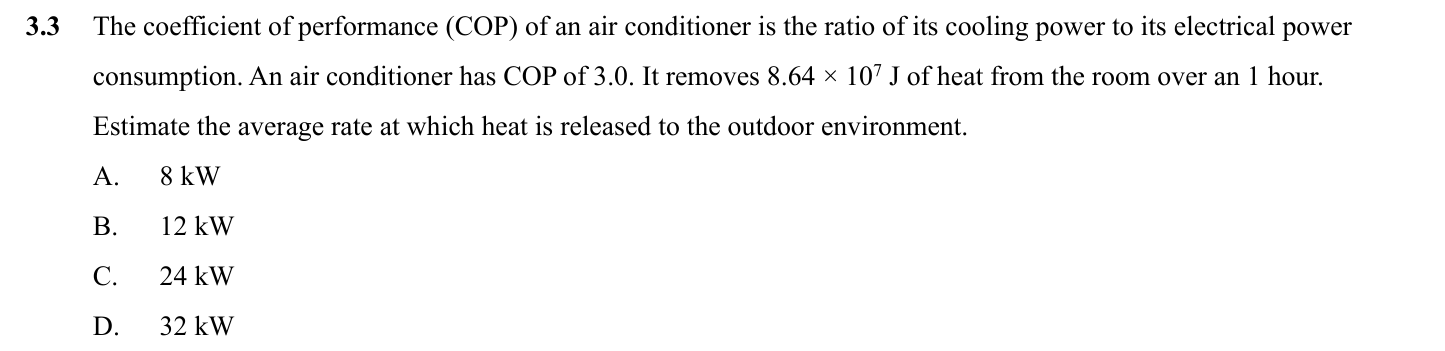 3.3 The coefficient of performance (COP) of an air conditioner is the ratio of its cooling power to its electrical power
consumption. An air conditioner has COP of 3.0. It removes 8.64 × 10⁷ J of heat from the room over an 1 hour.
Estimate the average rate at which heat is released to the outdoor environment.
A. 8 kW
B. 12 kW
C. 24 kW
D. 32 kW